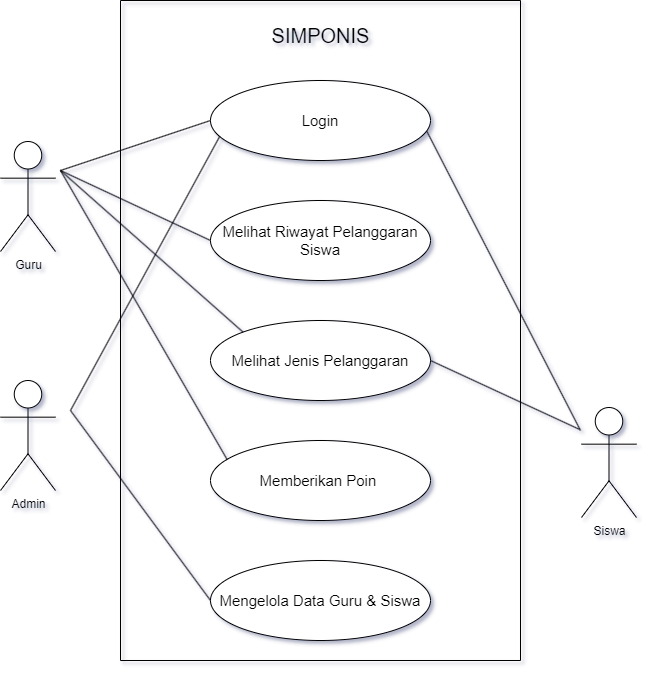 SIMPONIS
Login
Guru
Melihat Riwayat Pelanggaran
Siswa
Melihat Jenis Pelanggaran
Admin
Memberikan Poin
Siswa
Mengelola Data Guru & Siswa